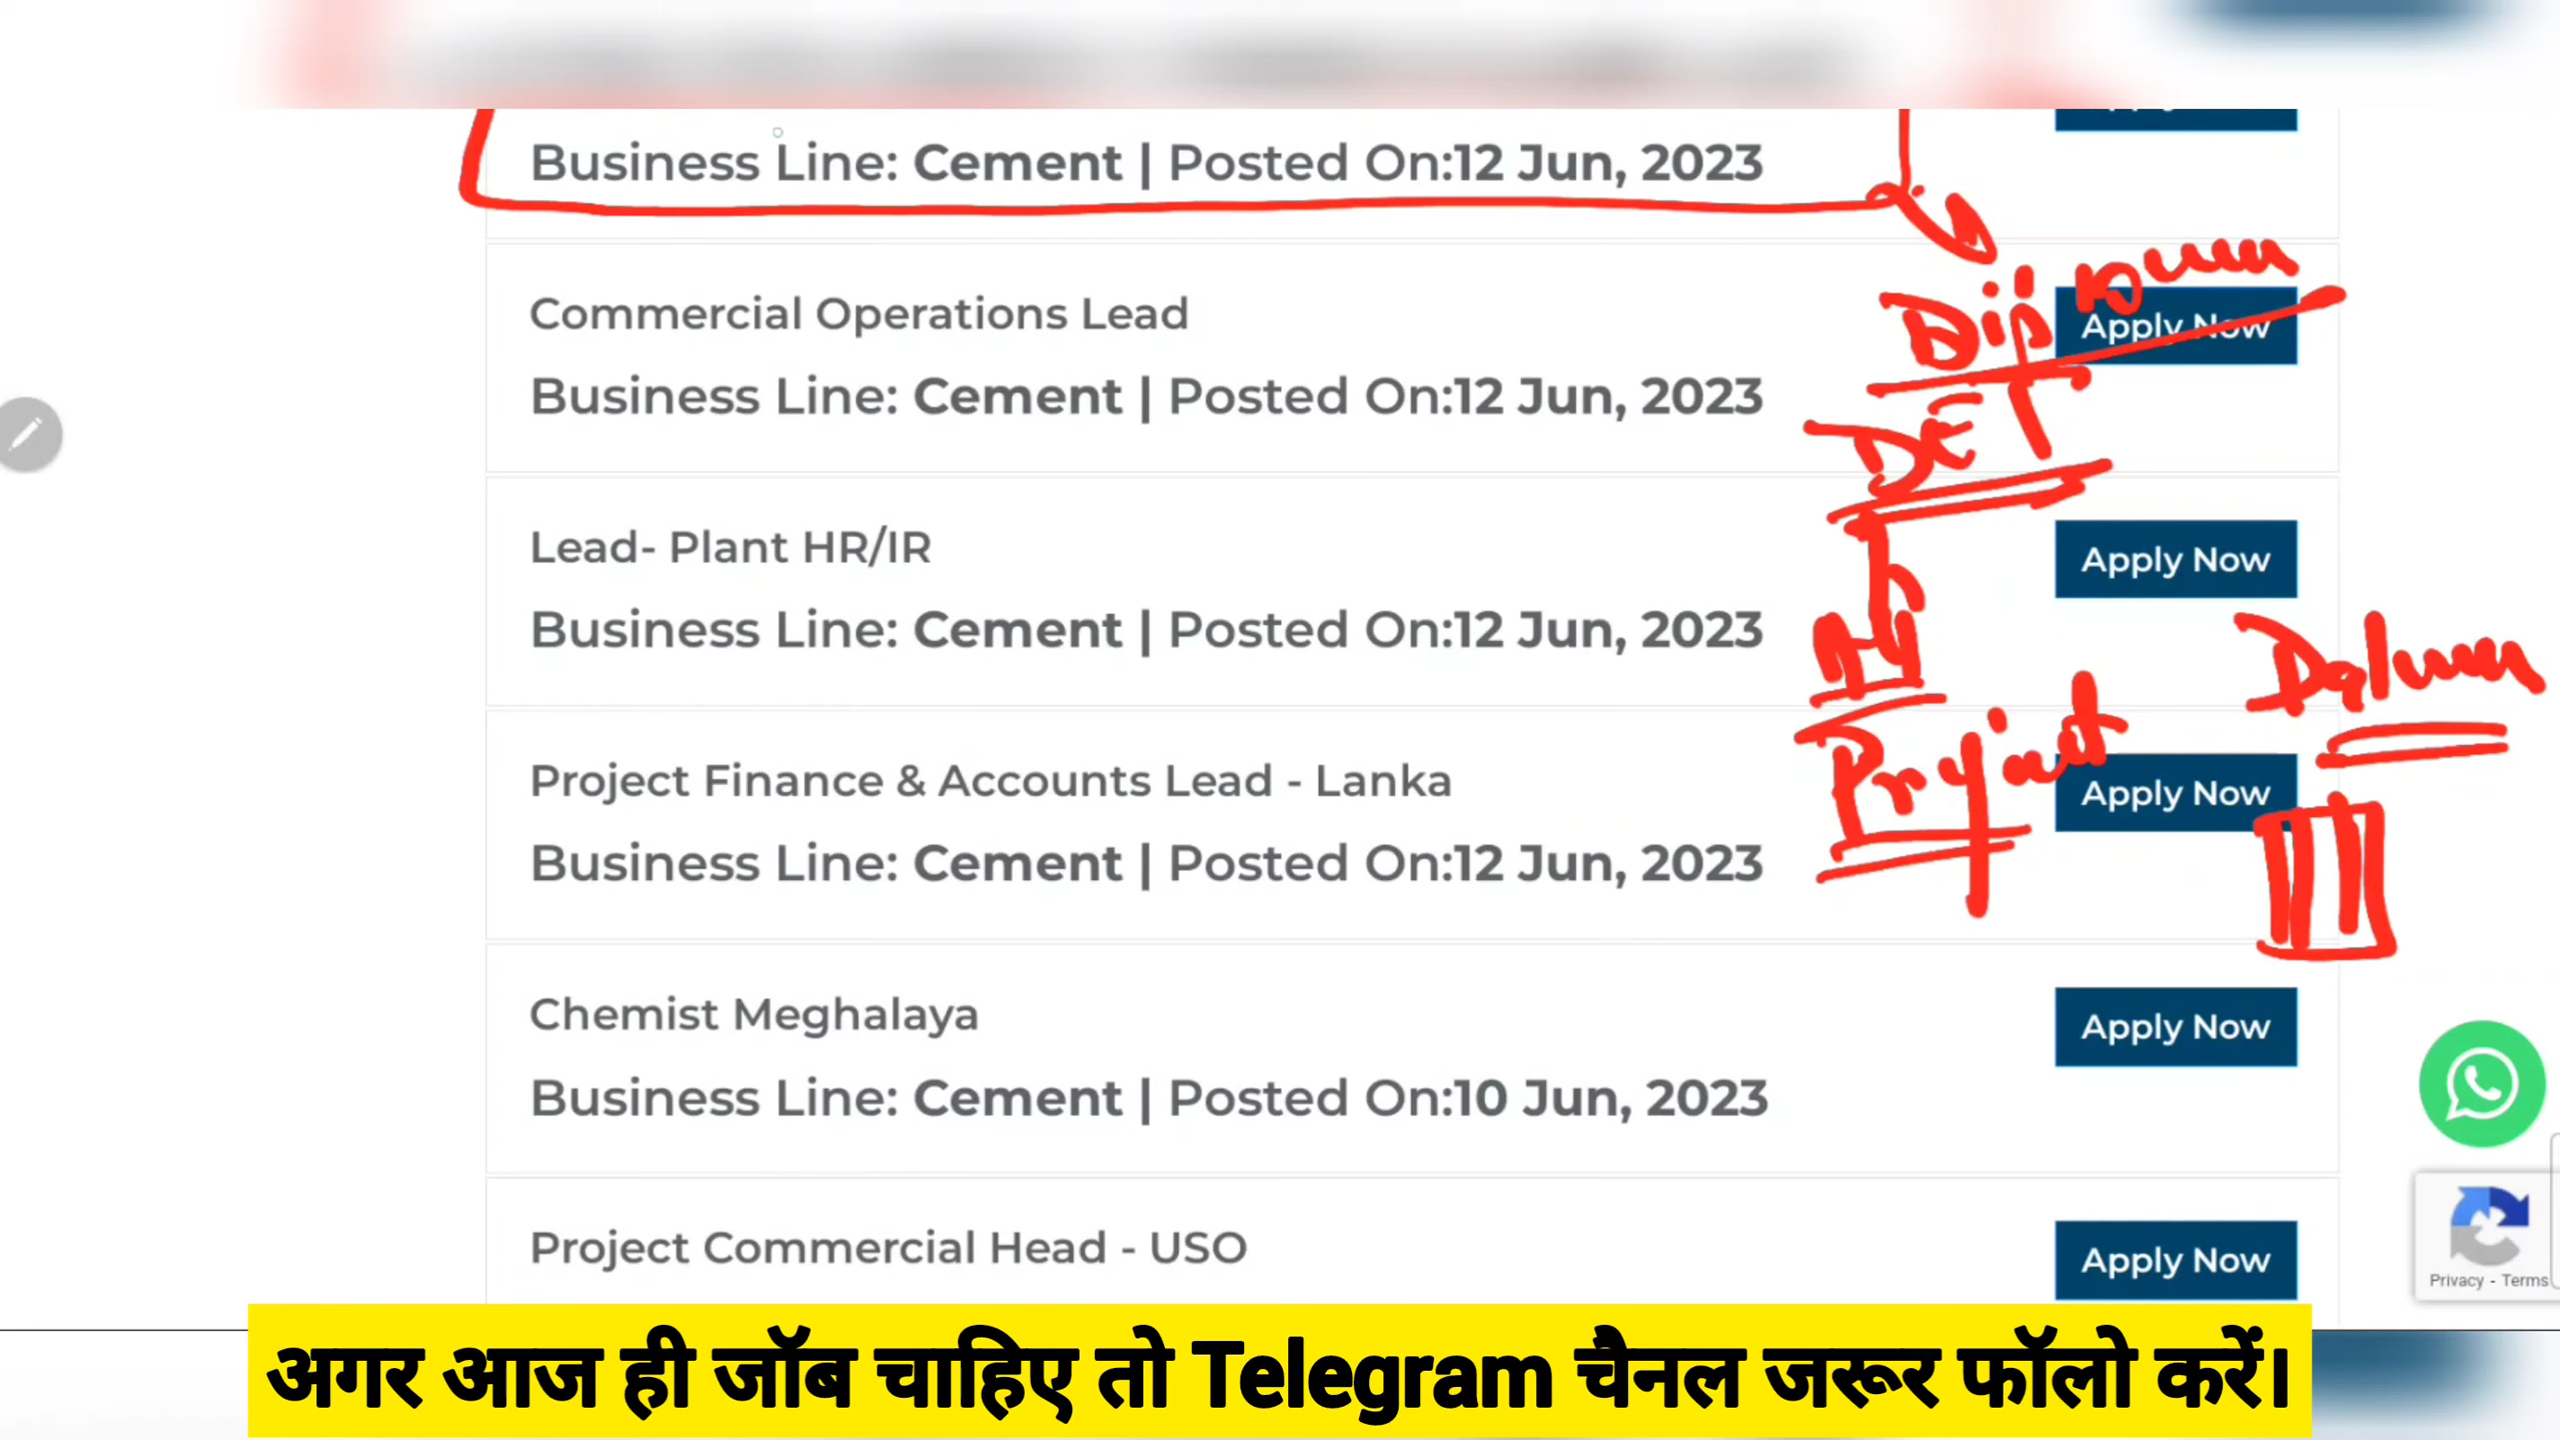 Business Line: Cement | Posted On:12 Jun, 2023
Commercial Operations Lead
Apply Now
Business Line: Cement | Posted On:12 Jun, 2023
Lead- Plant HR/IR
Apply Now
Business Line: Cement | Posted On:12 Jun, 2023
Project Finance & Accounts Lead - Lanka
Apply Now
Business Line: Cement | Posted On:12 Jun, 2023
Chemist Meghalaya
Apply Now
Business Line: Cement | Posted On:10 Jun, 2023
Project Commercial Head - USO
Apply Now
Privacy - Terms
अगर आज ही जॉब चाहिए तो Telegram चैनल जरूर फॉलो करें।